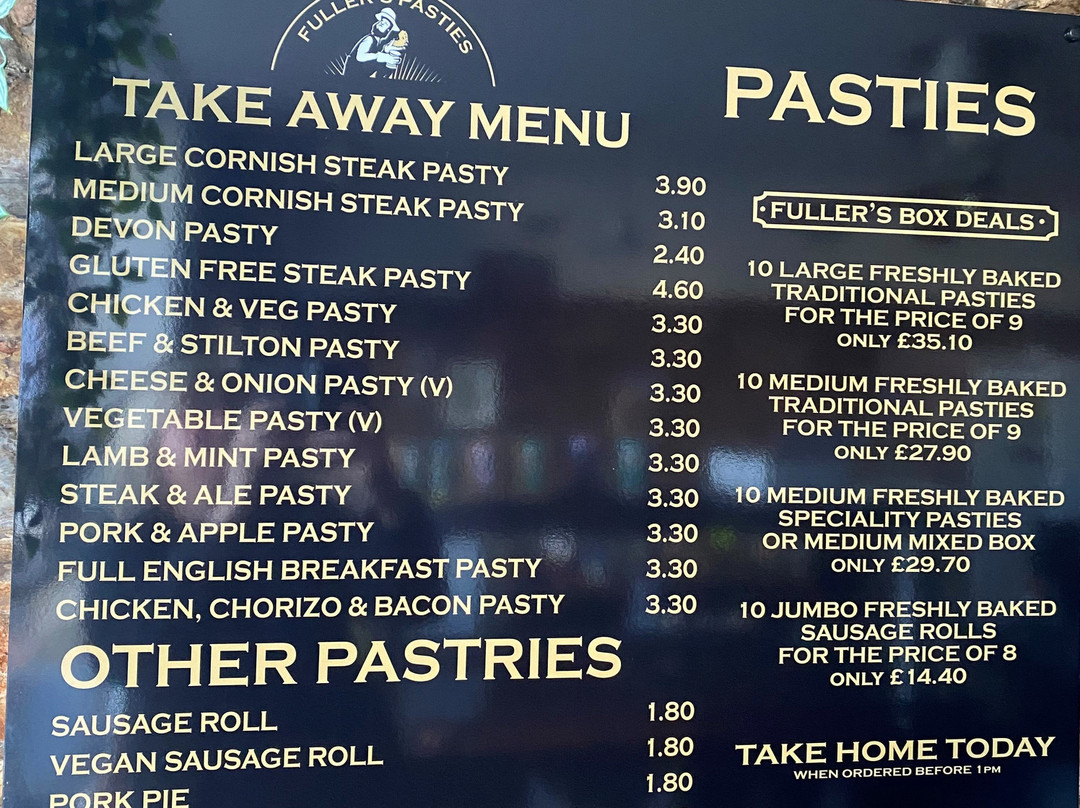 FULLER'S PASTIES
TAKE AWAY MENU
LARGE CORNISH STEAK PASTY 3.90
MEDIUM CORNISH STEAK PASTY 3.10
DEVON PASTY 2.40
GLUTEN FREE STEAK PASTY 4.60
CHICKEN & VEG PASTY 3.30
BEEF & STILTON PASTY 3.30
CHEESE & ONION PASTY (V) 3.30
VEGETABLE PASTY (V) 3.30
LAMB & MINT PASTY 3.30
STEAK & ALE PASTY 3.30
PORK & APPLE PASTY 3.30
FULL ENGLISH BREAKFAST PASTY 3.30
CHICKEN, CHORIZO & BACON PASTY 3.30
OTHER PASTRIES
SAUSAGE ROLL 1.80
VEGAN SAUSAGE ROLL 1.80
PORK PIE 1.80
PASTIES
FULLER'S BOX DEALS
10 LARGE FRESHLY BAKED
TRADITIONAL PASTIES
FOR THE PRICE OF 9
ONLY £35.10
10 MEDIUM FRESHLY BAKED
TRADITIONAL PASTIES
FOR THE PRICE OF 9
ONLY £27.90
10 MEDIUM FRESHLY BAKED
SPECIALITY PASTIES
OR MEDIUM MIXED BOX
ONLY £29.70
10 JUMBO FRESHLY BAKED
SAUSAGE ROLLS
FOR THE PRICE OF 8
ONLY £14.40
TAKE HOME TODAY
WHEN ORDERED BEFORE 1PM